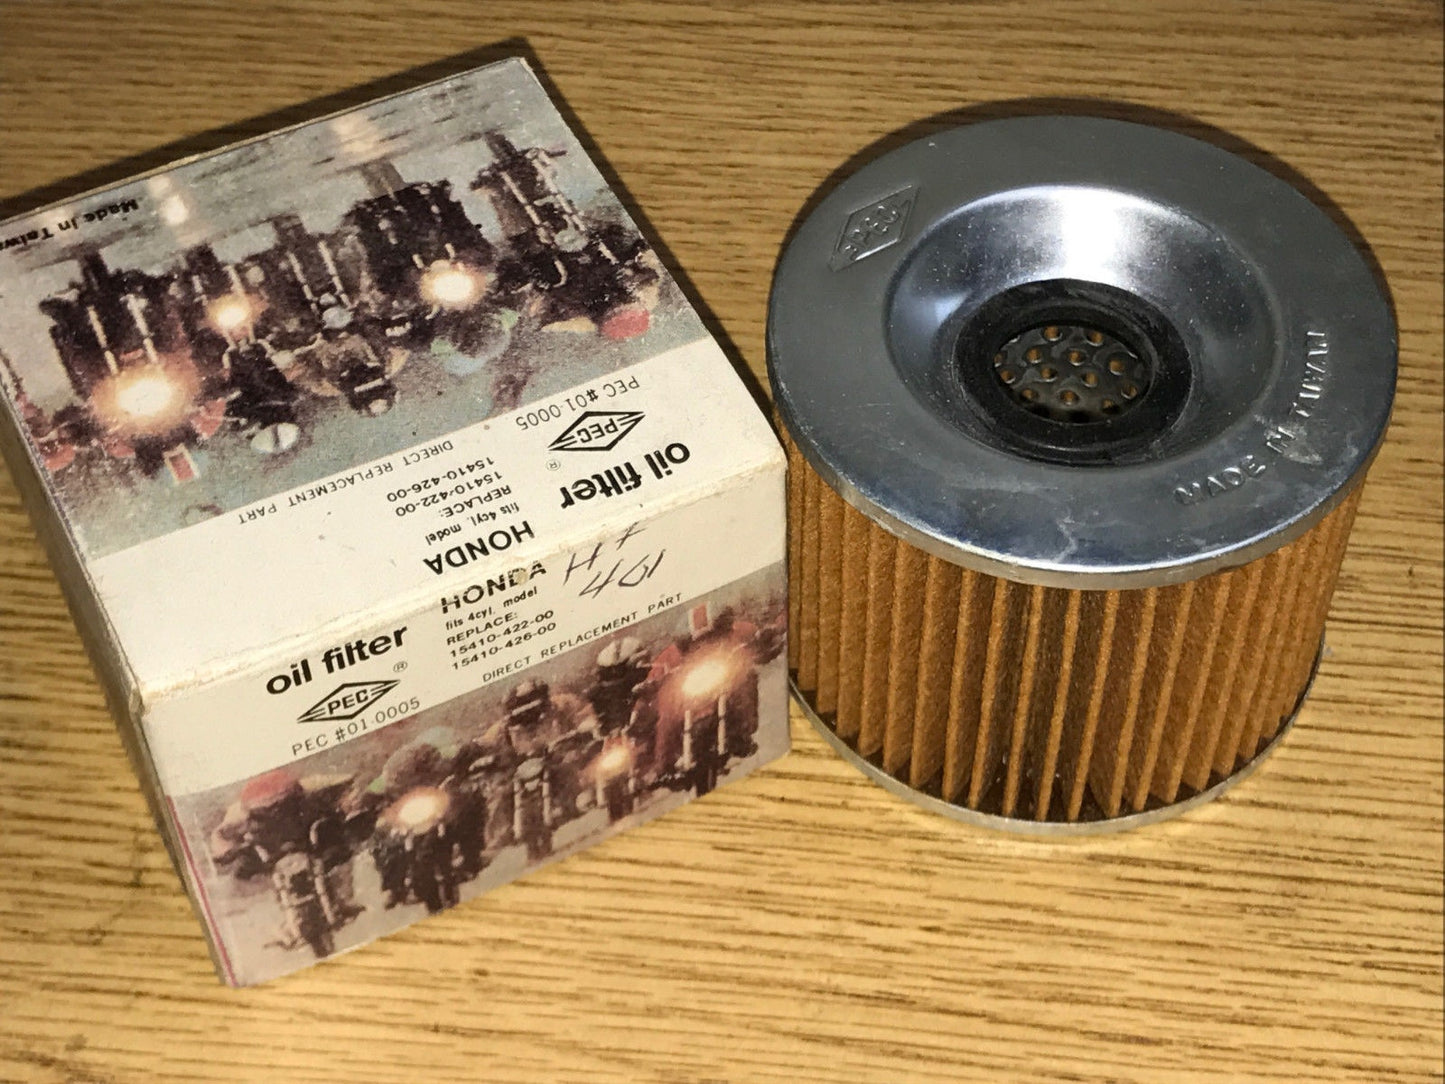 Made in Taiwan
PEC #01.0005
PEC
®
DIRECT REPLACEMENT PART
oil filter
HONDA
fits 4cyl. model
REPLACE:
15410-422-00
15410-426-00
oil filter
®
PEC
PEC #01.0005
HONDA
fits 4cyl. model
REPLACE:
15410-422-00
15410-426-00
DIRECT REPLACEMENT PART
HF
401
MADE IN TAIWAN